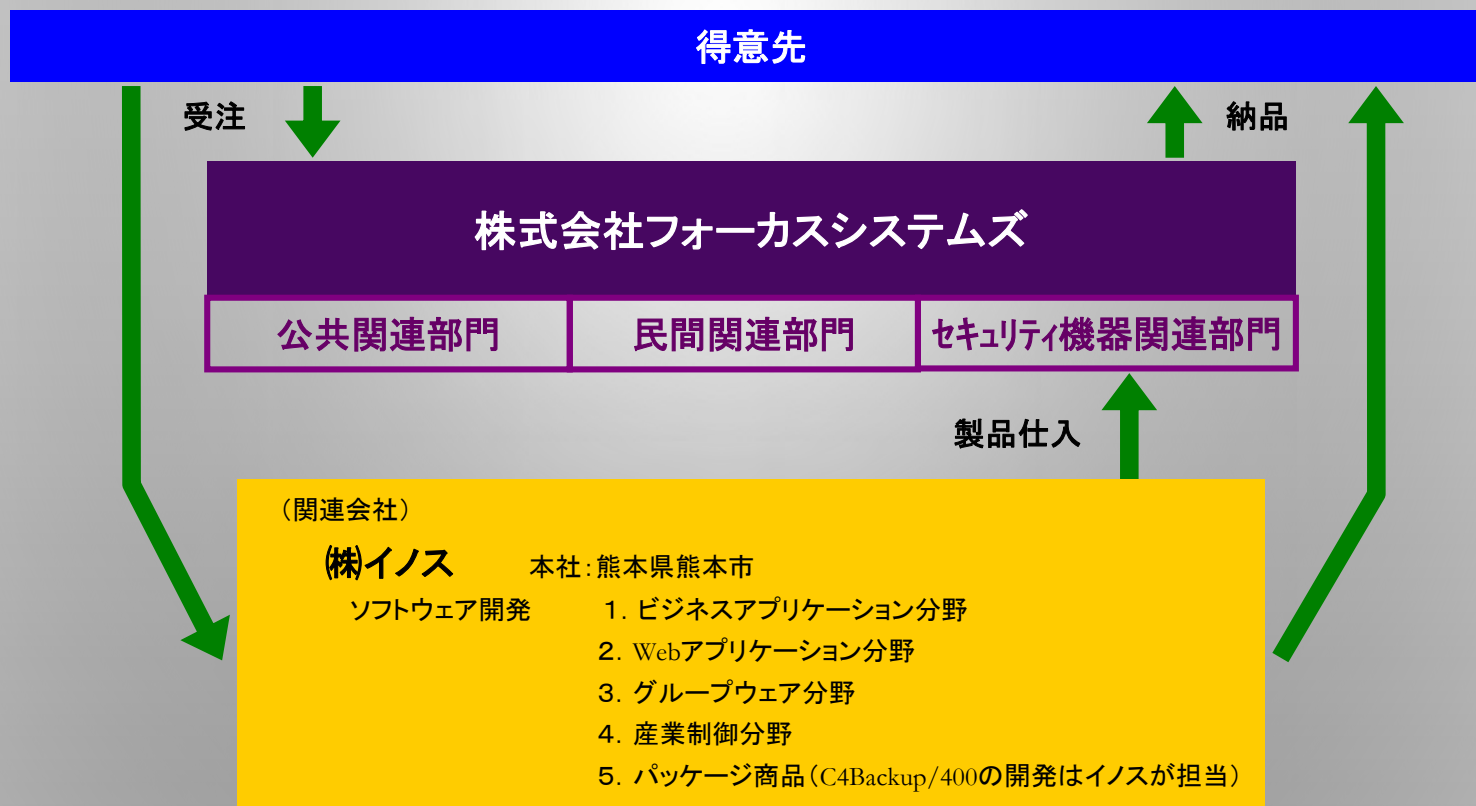 得意先
受注
納品
株式会社フォーカスシステムズ
公共関連部門 民間関連部門 セキュリティ機器関連部門
製品仕入
（関連会社）
㈱イノス 本社：熊本県熊本市
ソフトウェア開発 １．ビジネスアプリケーション分野
２．Webアプリケーション分野
３．グループウェア分野
４．産業制御分野
５．パッケージ商品（C4Backup/400の開発はイノスが担当）